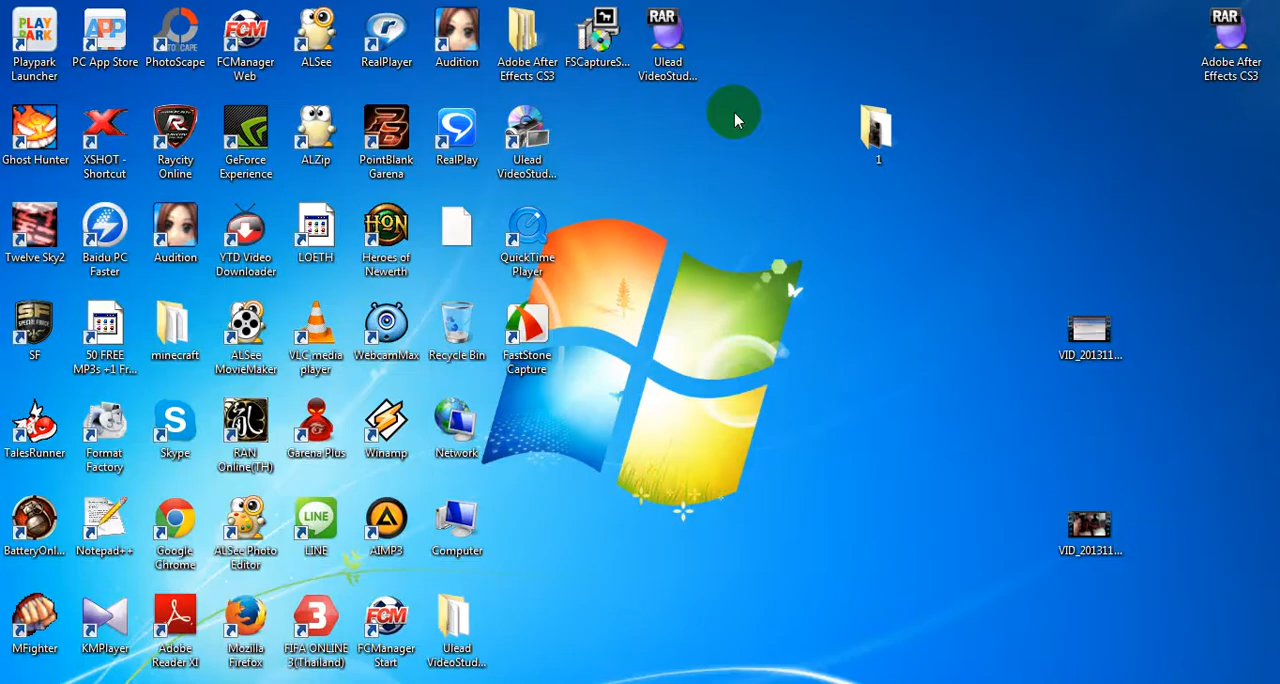 Playpark
Launcher
PC App Store
PhotoScape
FCManager
Web
ALSee
RealPlayer
Audition
Adobe After
Effects CS3
FSCaptureS...
Ulead
VideoStud...
Adobe After
Effects CS3
Ghost Hunter
XSHOT -
Shortcut
Raycity
Online
GeForce
Experience
ALZip
PointBlank
Garena
RealPlay
Ulead
VideoStud...
1
Twelve Sky2
Baidu PC
Faster
Audition
YTD Video
Downloader
LOETH
Heroes of
Newerth
QuickTime
Player
SF
50 FREE
MP3s +1 Fr...
minecraft
ALSee
MovieMaker
VLC media
player
WebcamMax
Recycle Bin
FastStone
Capture
VID_201311...
TalesRunner
Format
Factory
Skype
RAN
Online(TH)
Garena Plus
Winamp
Network
BatteryOnl...
Notepad++
Google
Chrome
ALSee Photo
Editor
LINE
AIMP3
Computer
VID_201311...
MFighter
KMPlayer
Adobe
Reader XI
Mozilla
Firefox
FIFA ONLINE
3(Thailand)
FCManager
Start
Ulead
VideoStud...